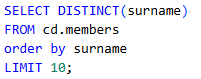 SELECT DISTINCT(surname)
FROM cd.members
order by surname
LIMIT 10;